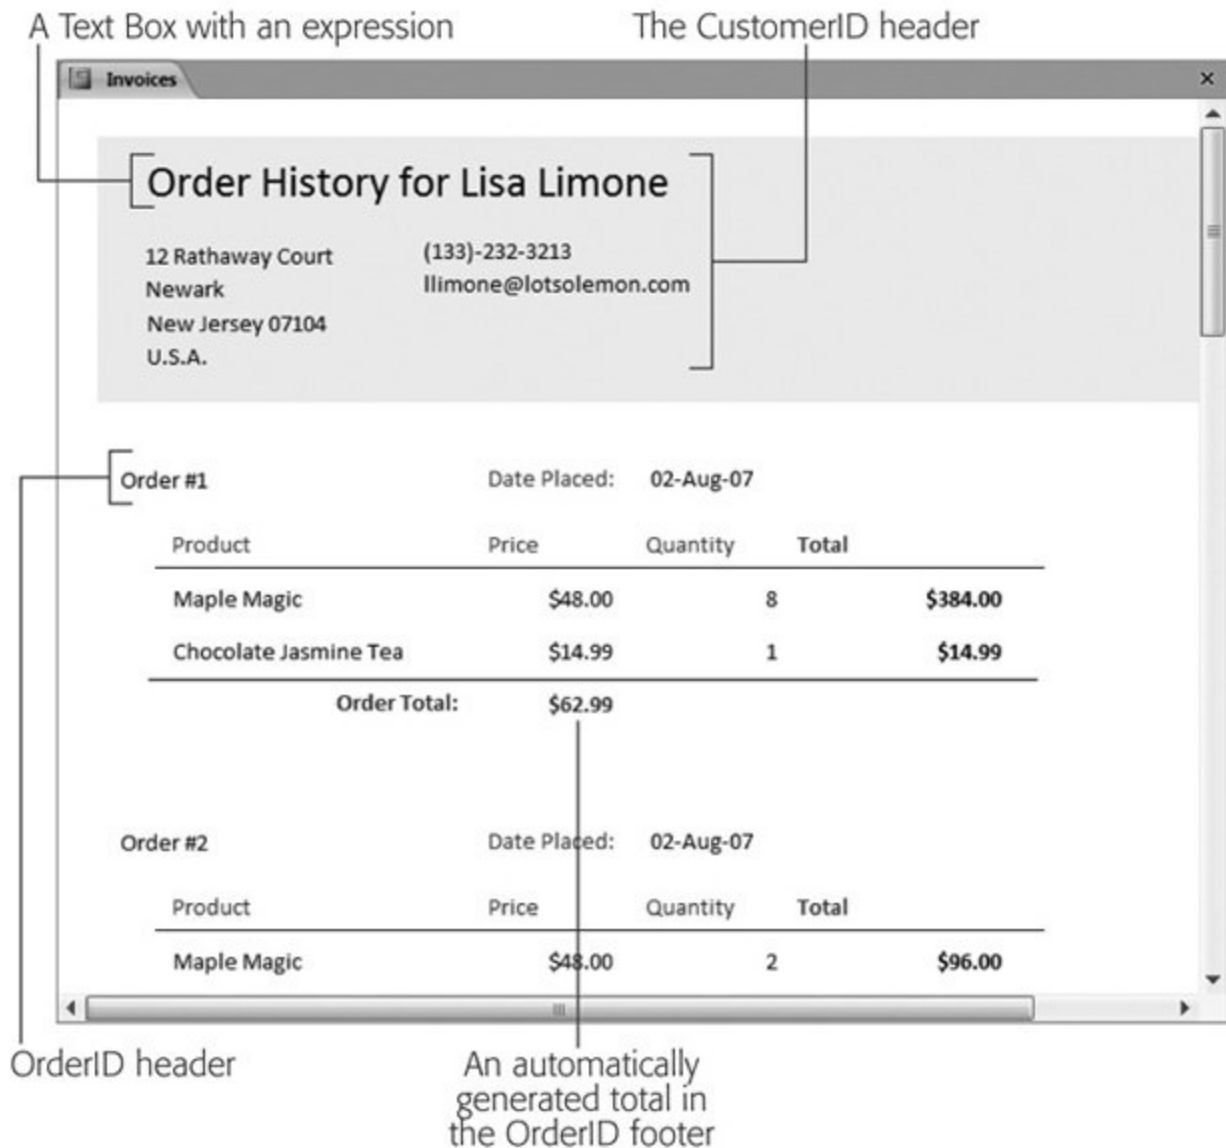 A Text Box with an expression
The CustomerID header
Invoices
Order History for Lisa Limone
12 Rathaway Court
(133)-232-3213
Newark
llimone@lotsolemon.com
New Jersey 07104
U.S.A.
Order #1 Date Placed: 02-Aug-07
Product Price Quantity Total
Maple Magic $48.00 8 $384.00
Chocolate Jasmine Tea $14.99 1 $14.99
Order Total: $62.99
Order #2 Date Placed: 02-Aug-07
Product Price Quantity Total
Maple Magic $48.00 2 $96.00
OrderID header
An automatically
generated total in
the OrderID footer